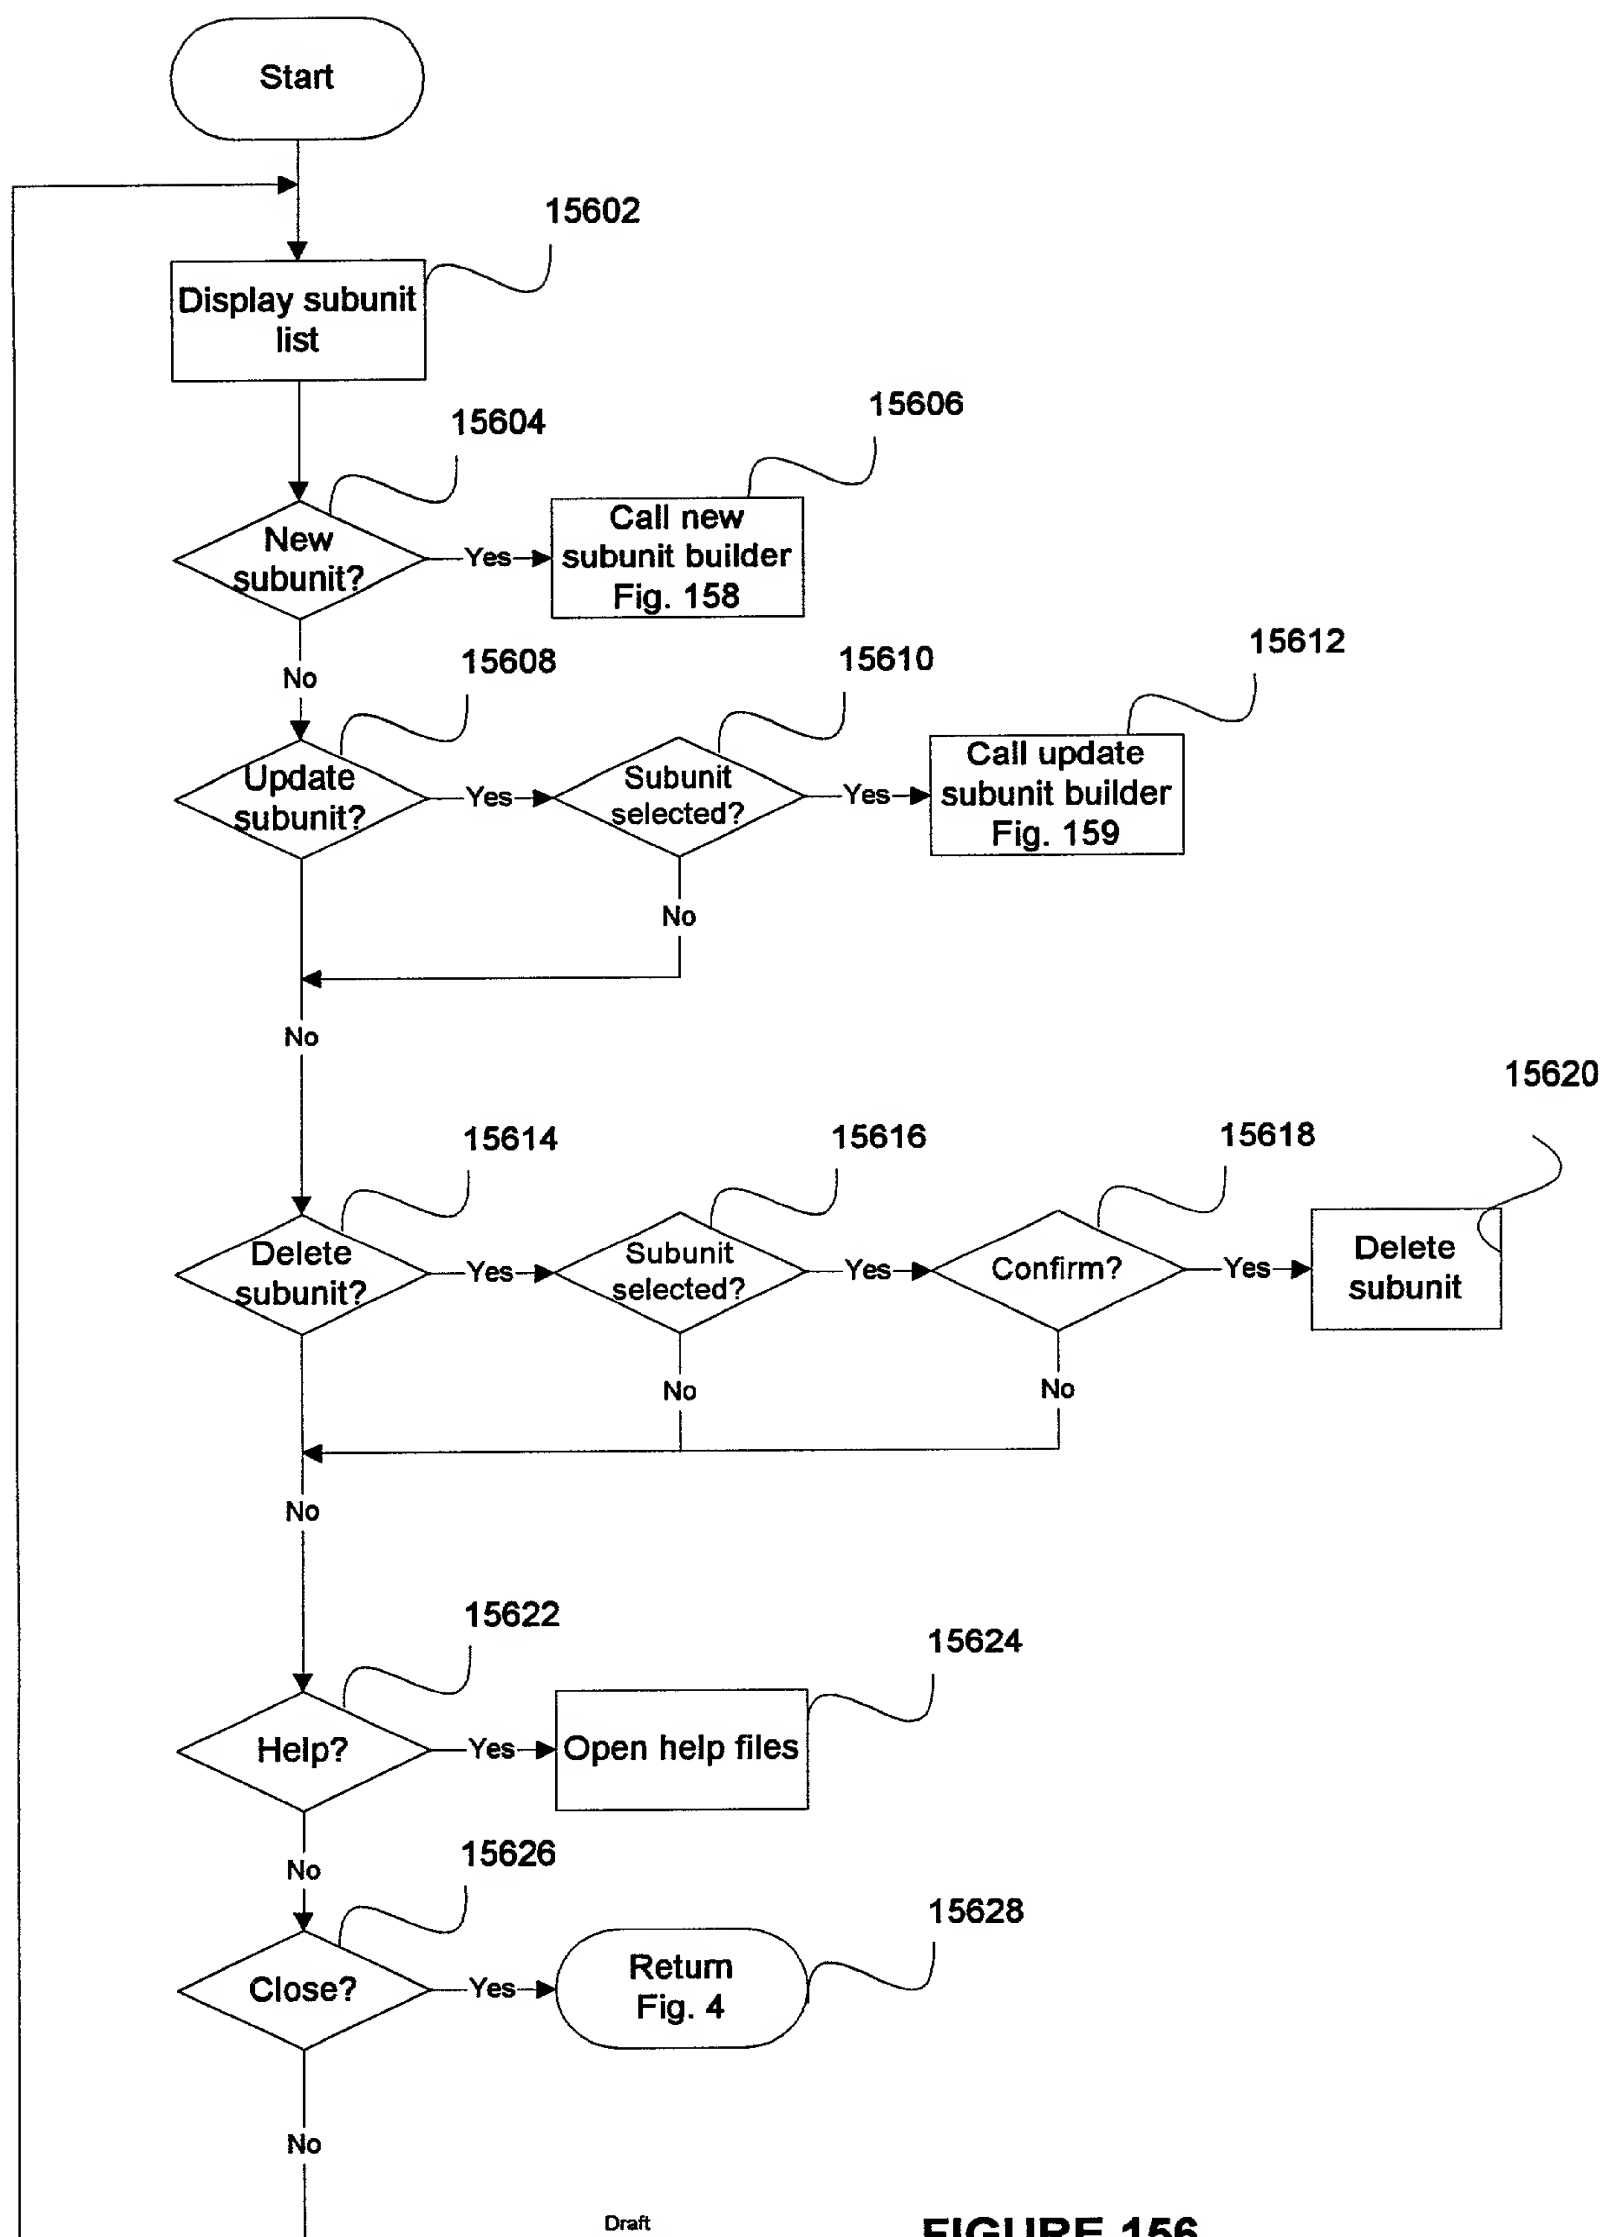 Start
15602
Display subunit
list
15604
15606
New
subunit?
Yes
Call new
subunit builder
Fig. 158
No
15608
15610
15612
Update
subunit?
Yes
Subunit
selected?
Yes
Call update
subunit builder
Fig. 159
No
No
15614
15616
15618
15620
Delete
subunit?
Yes
Subunit
selected?
Yes
Confirm?
Yes
Delete
subunit
No
No
No
15622
15624
Help?
Yes
Open help files
No
15626
15628
Close?
Yes
Return
Fig. 4
No
Draft
FIGURE 156